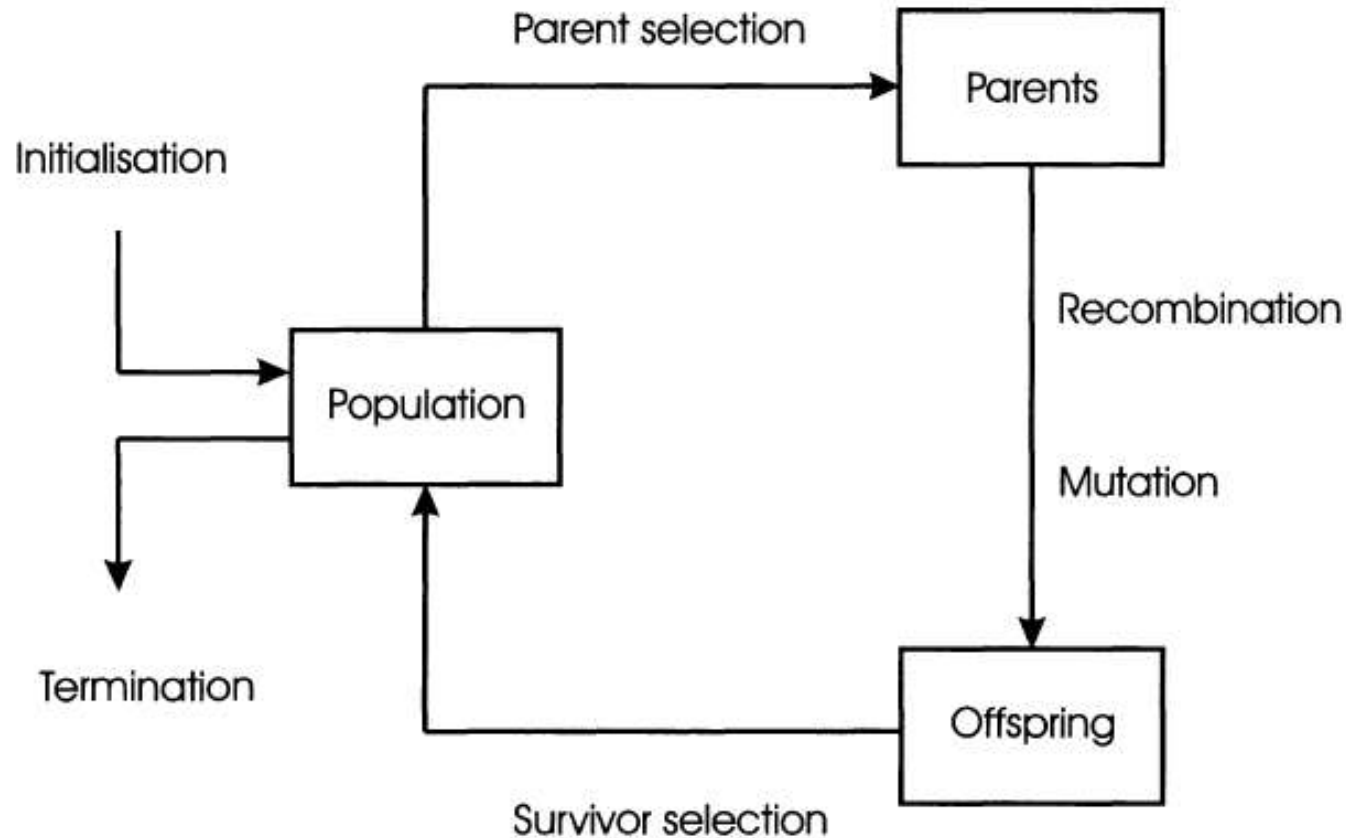 Parent selection
Parents
Initialisation
Recombination
Population
Mutation
Termination
Offspring
Survivor selection